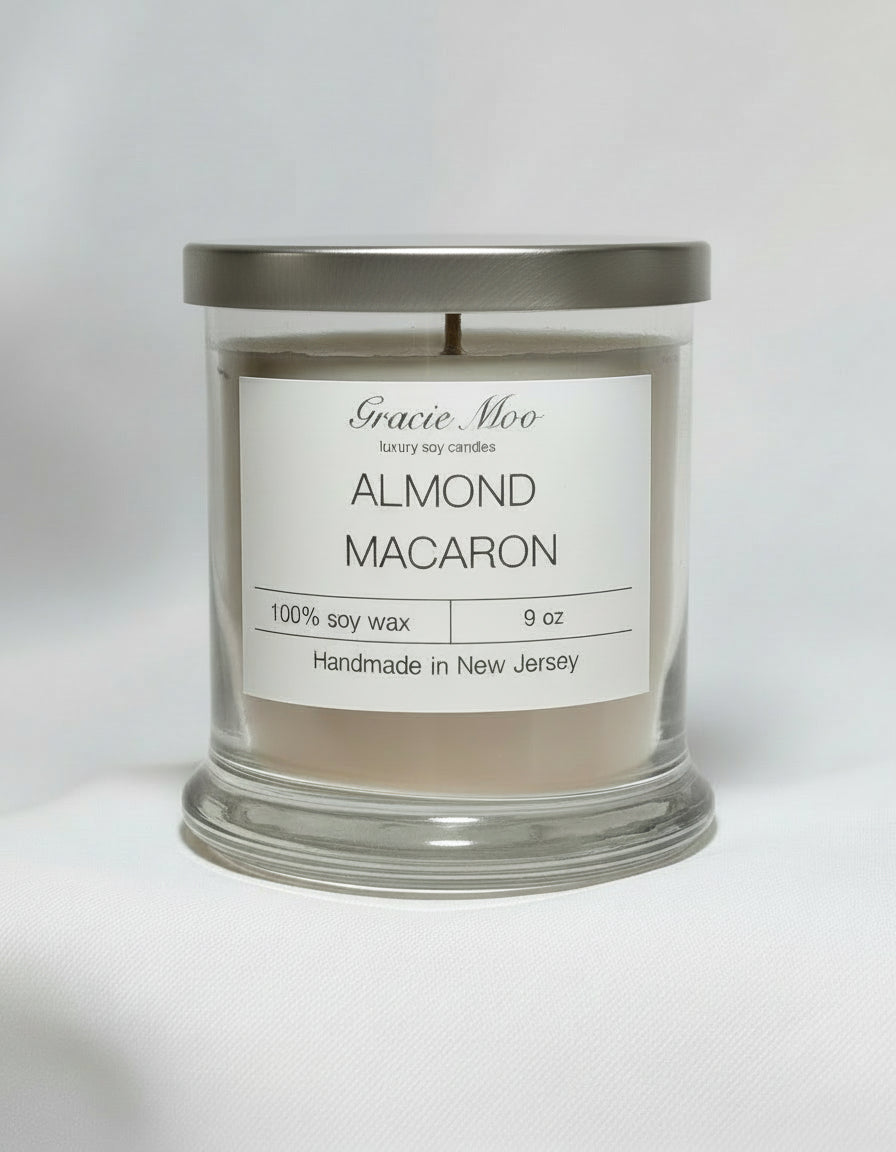 Gracie Moo
luxury soy candles
ALMOND
MACARON
100% soy wax
9 oz
Handmade in New Jersey